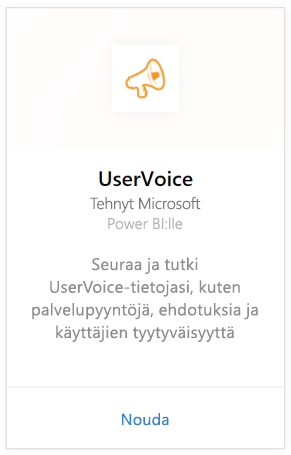 UserVoice
Tehnyt Microsoft
Power BI:lle
Seuraa ja tutki
UserVoice-tietojasi, kuten
palvelupyyntöjä, ehdotuksia ja
käyttäjien tyytyväisyyttä
Nouda